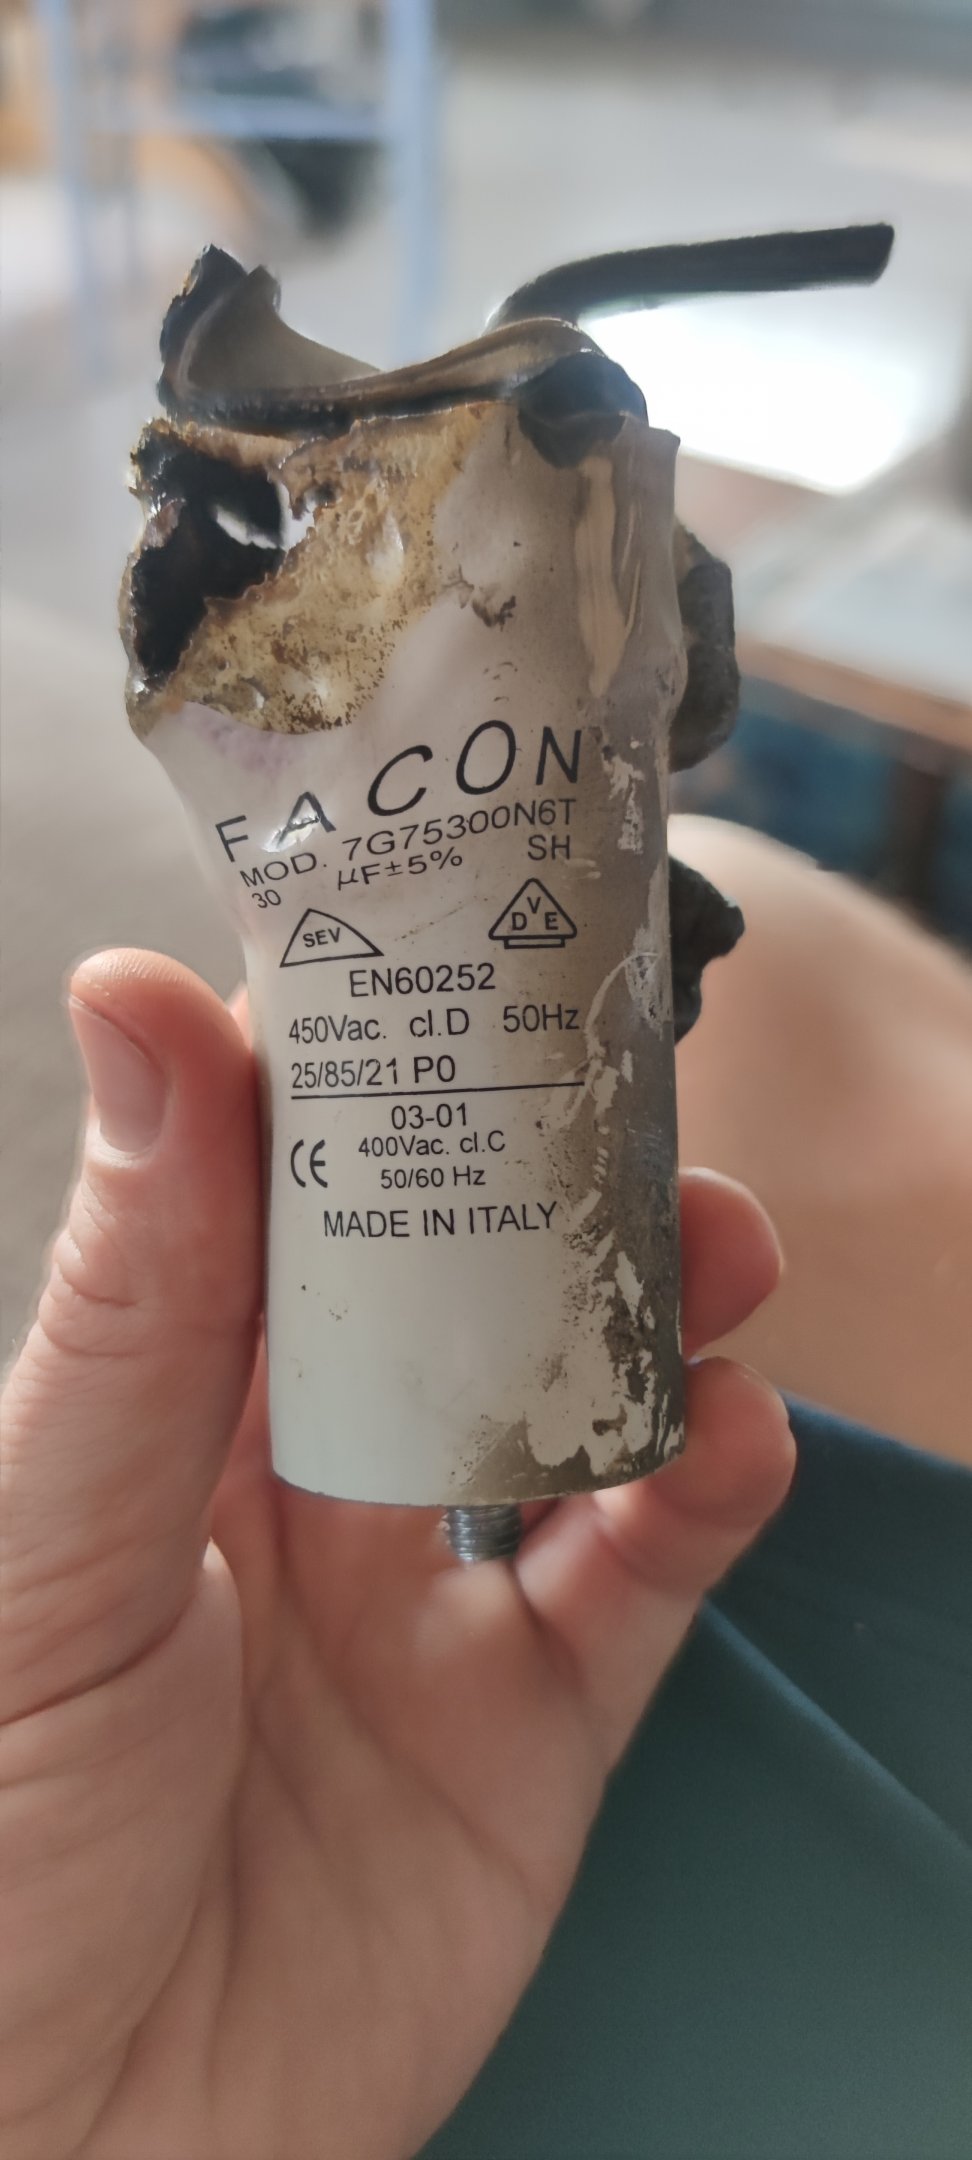 FACON
MOD. 7G75300N6T
30 µF±5% SH
SEV DVE
EN60252
450Vac. cl.D 50Hz
25/85/21 P0
03-01
CE 400Vac. cl.C
50/60 Hz
MADE IN ITALY